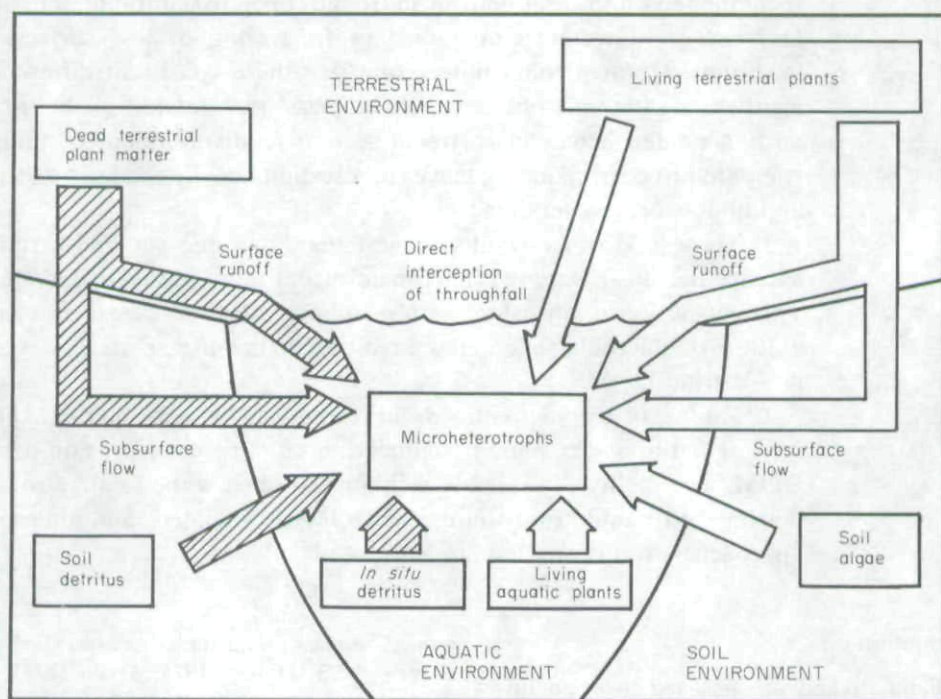 TERRESTRIAL
ENVIRONMENT
Living terrestrial plants
Dead terrestrial
plant matter
Surface
runoff
Direct
interception
of throughfall
Surface
runoff
Microheterotrophs
Subsurface
flow
Subsurface
flow
Soil
detritus
In situ
detritus
Living
aquatic plants
Soil
algae
AQUATIC
ENVIRONMENT
SOIL
ENVIRONMENT